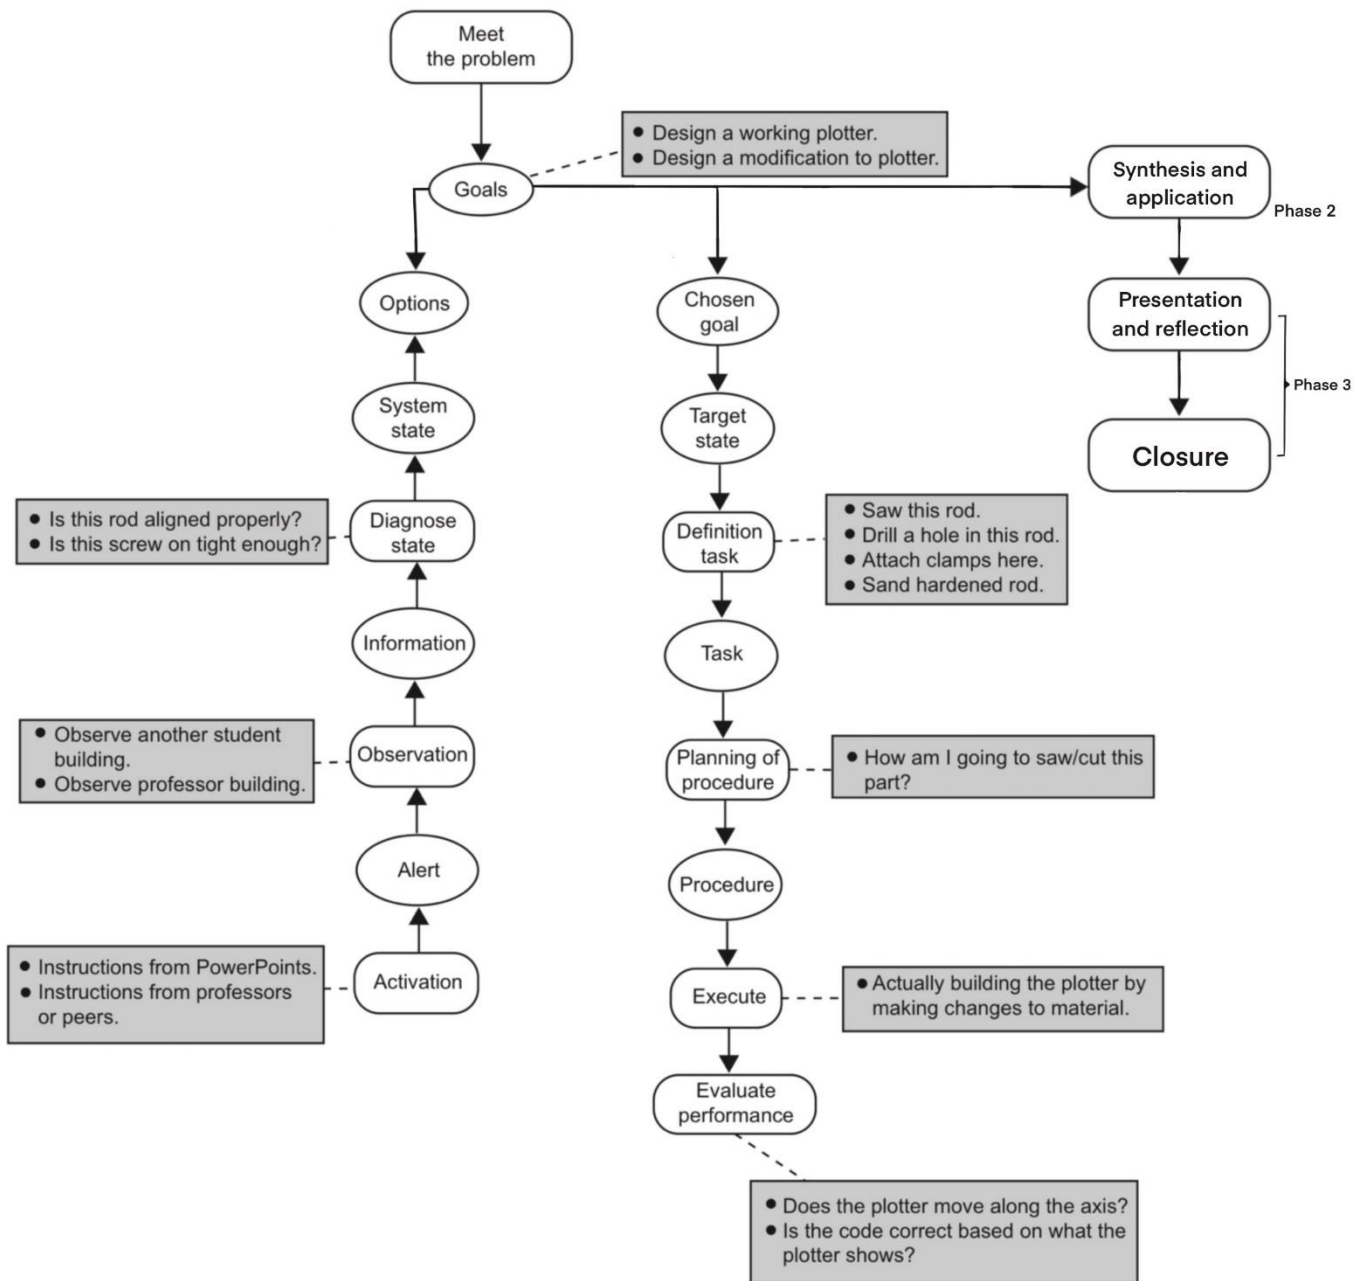 Meet
the problem
● Design a working plotter.
● Design a modification to plotter.
Goals
Synthesis and
application
Phase 2
Options
Chosen
goal
Presentation
and reflection
Phase 3
System
state
Target
state
Closure
● Is this rod aligned properly?
● Is this screw on tight enough?
Diagnose
state
Definition
task
● Saw this rod.
● Drill a hole in this rod.
● Attach clamps here.
● Sand hardened rod.
Information
Task
● Observe another student
building.
● Observe professor building.
Observation
Planning of
procedure
● How am I going to saw/cut this
part?
Alert
Procedure
● Instructions from PowerPoints.
● Instructions from professors
or peers.
Activation
Execute
● Actually building the plotter by
making changes to material.
Evaluate
performance
● Does the plotter move along the axis?
● Is the code correct based on what the
plotter shows?